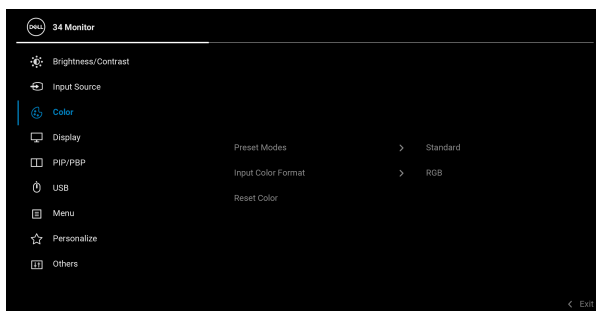 DELL 34 Monitor
Brightness/Contrast
Input Source
Color
Display
Preset Modes Standard
PIP/PBP
Input Color Format RGB
USB
Reset Color
Menu
Personalize
Others
Exit